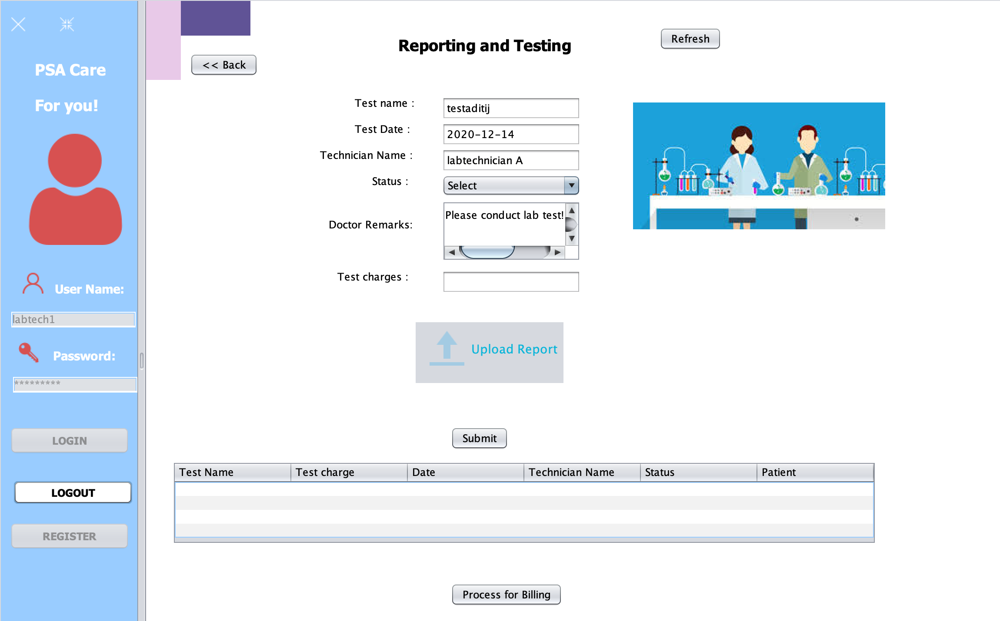 PSA Care
For you!
User Name:
labtech1
Password:
*********
LOGIN
LOGOUT
REGISTER
Reporting and Testing
Refresh
<< Back
Test name :
testaditij
Test Date :
2020-12-14
Technician Name :
labtechnician A
Status :
Select
Doctor Remarks:
Please conduct lab test!
Test charges :
Upload Report
Submit
Test Name Test charge Date Technician Name Status Patient
Process for Billing